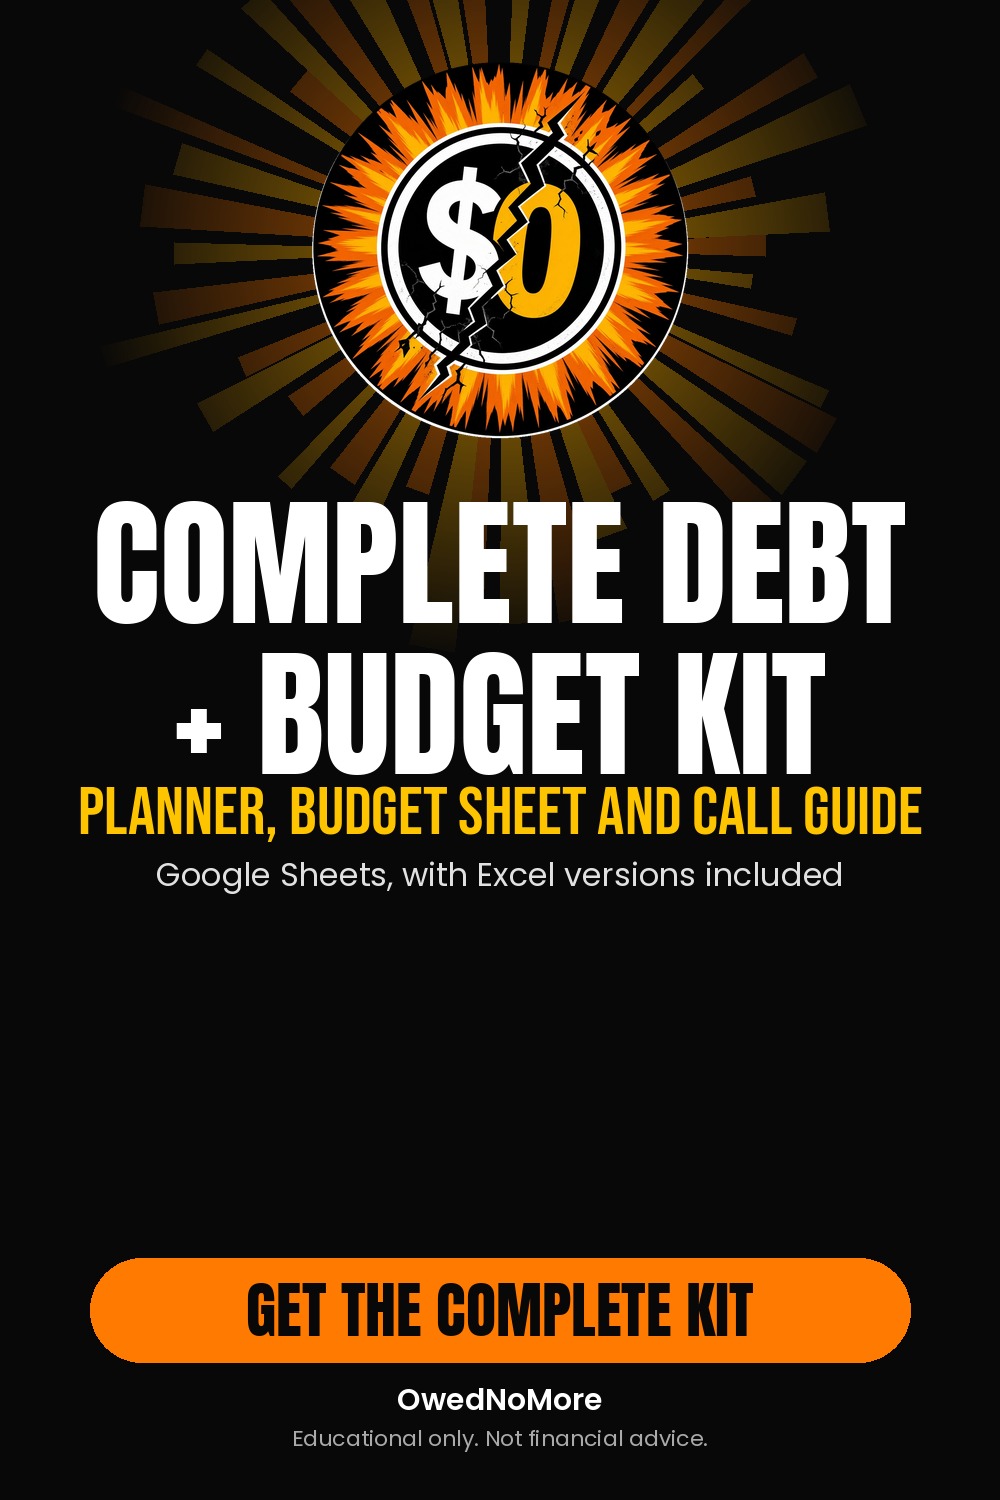 $0
COMPLETE DEBT
+ BUDGET KIT
PLANNER, BUDGET SHEET AND CALL GUIDE
Google Sheets, with Excel versions included
GET THE COMPLETE KIT
OwedNoMore
Educational only. Not financial advice.